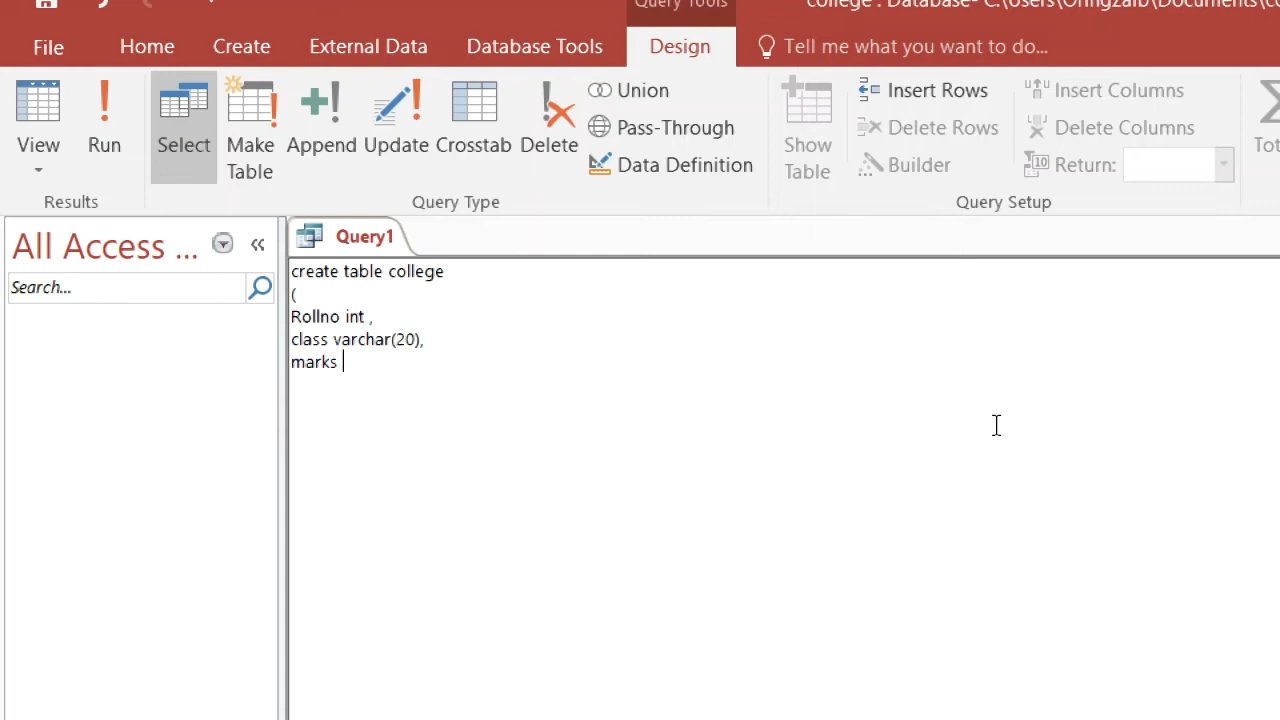 Query Tools
college : Database- C:\Users\
File Home Create External Data Database Tools Design Tell me what you want to do...
View Run Select Make Table Append Update Crosstab Delete
Union
Pass-Through
Data Definition
Show Table
Insert Rows
Delete Rows
Builder
Insert Columns
Delete Columns
Return:
Results Query Type Query Setup
All Access ...
Search...
Query1
create table college
(
Rollno int ,
class varchar(20),
marks